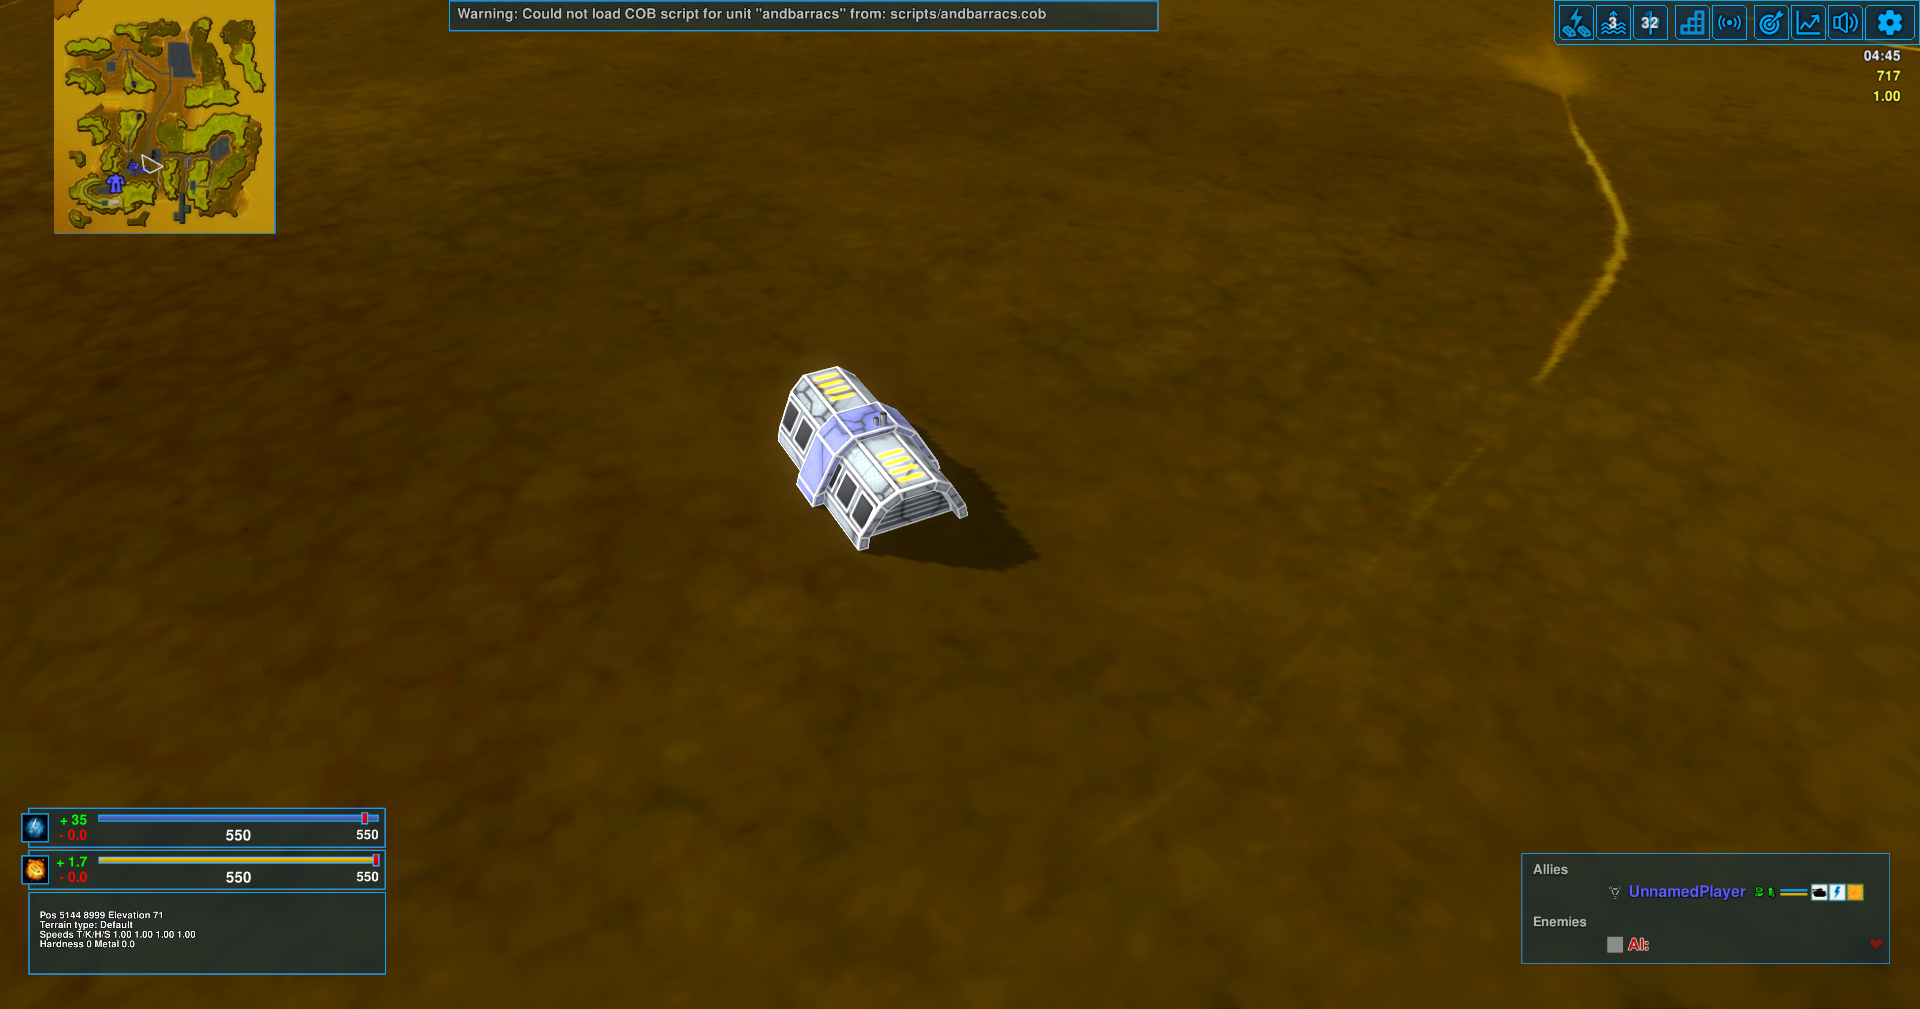 Warning: Could not load COB script for unit "andbarracs" from: scripts/andbarracs.cob
3
32
04:45
717
1.00
+ 35
- 0.0
550
550
+ 1.7
- 0.0
550
550
Pos 5144 8999 Elevation 71
Terrain type: Default
Speeds T/K/H/S 1.00 1.00 1.00 1.00
Hardness 0 Metal 0.0
Allies
UnnamedPlayer
Enemies
AI: